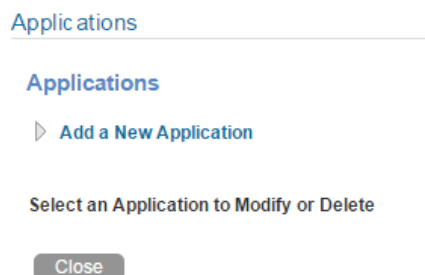 Applications
Applications
Add a New Application
Select an Application to Modify or Delete
Close